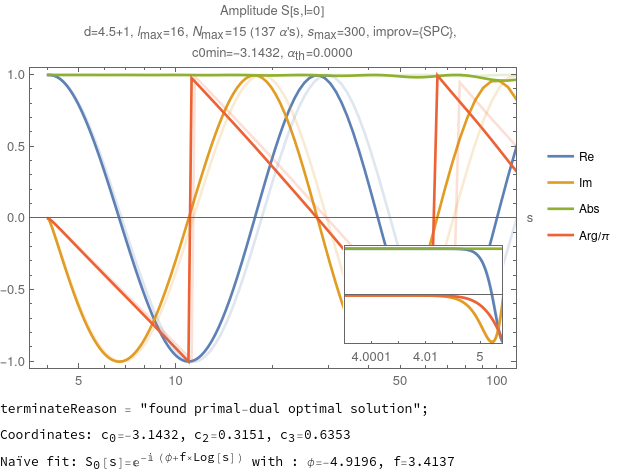 Amplitude S[s,l=0]
d=4.5+1, lmax=16, Nmax=15 (137 α's), smax=300, improv={SPC},
c0min=-3.1432, αth=0.0000
1.0
0.5
0.0
-0.5
-1.0
s
Re
Im
Abs
Arg/π
4.0001 4.01 5
5 10 50 100
terminateReason = "found primal-dual optimal solution";
Coordinates: c0=-3.1432, c2=0.3151, c3=0.6353
Naïve fit: S0[s]=e^-i (ϕ+f×Log[s]) with : ϕ=-4.9196, f=3.4137